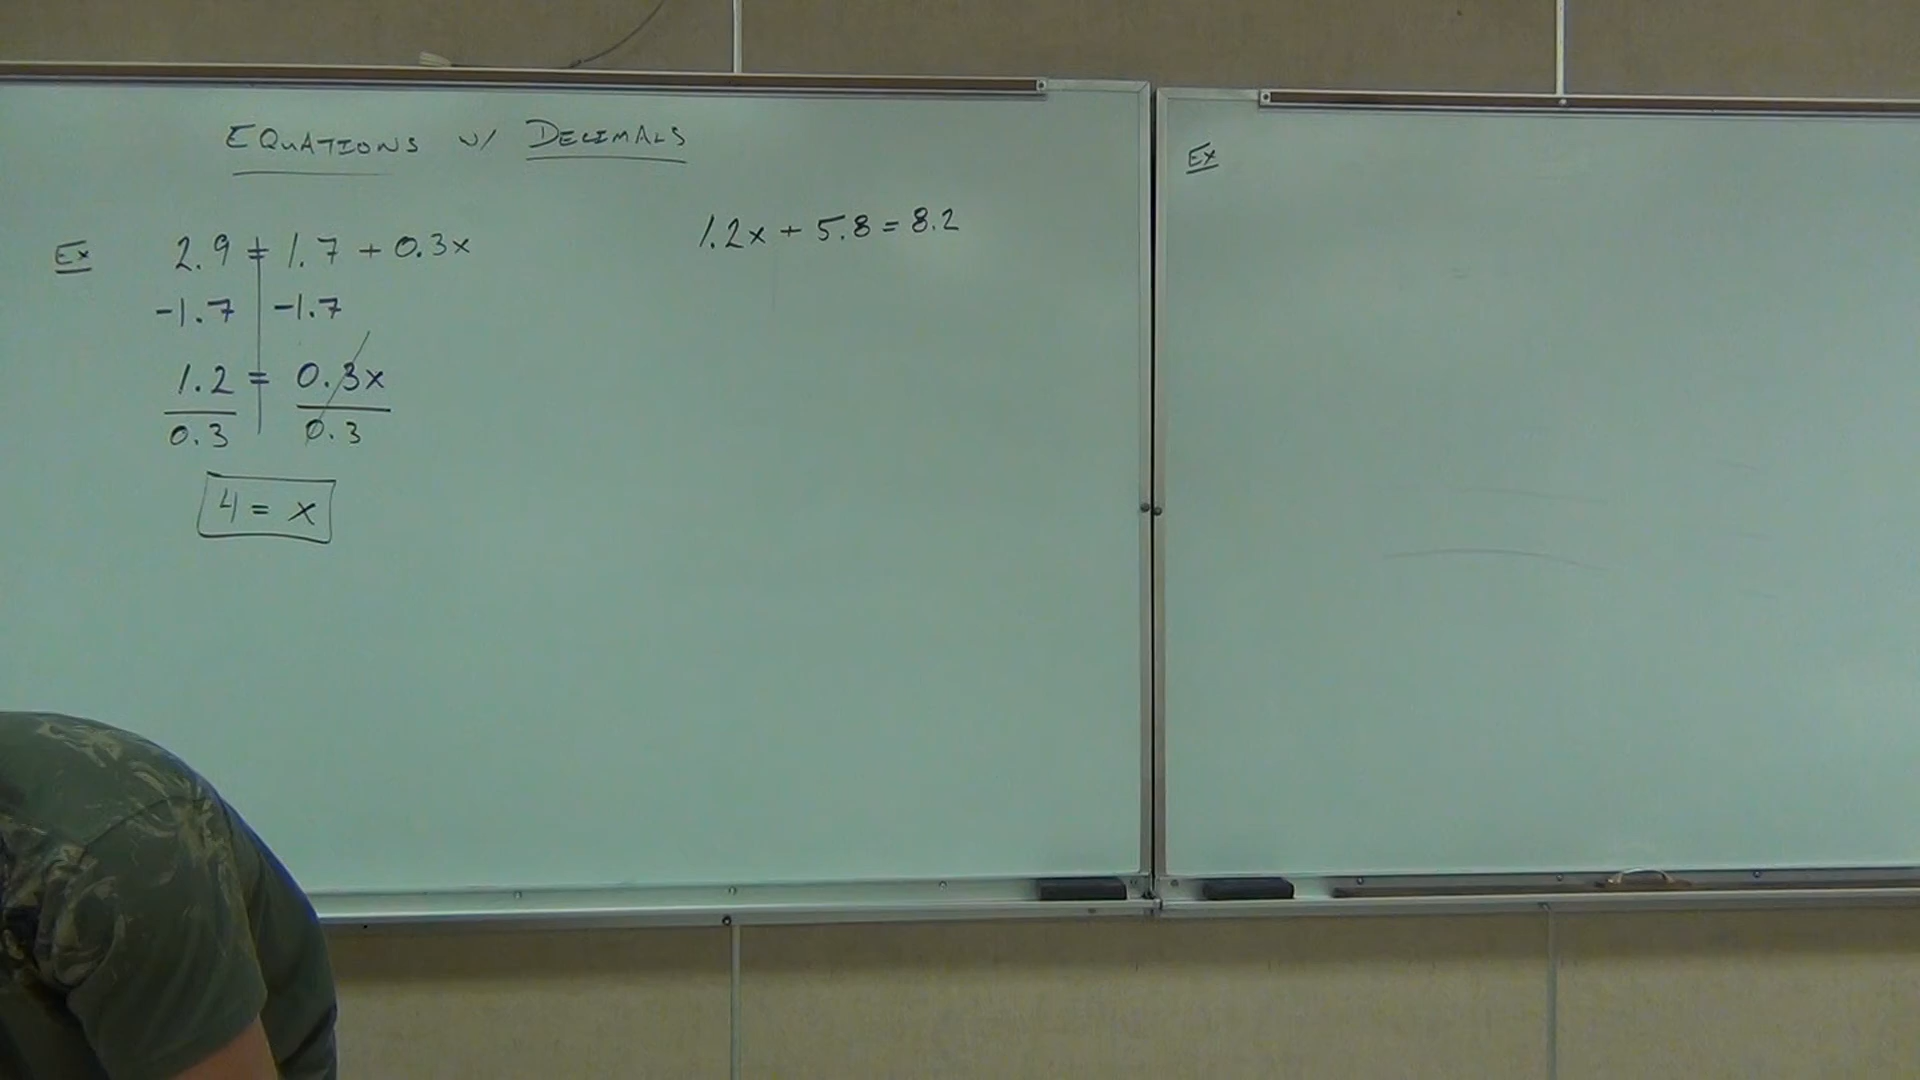 EQUATIONS W/ DECIMALS
Ex 2.9 = 1.7 + 0.3x
-1.7 -1.7
1.2 = 0.3x
0.3 0.3
4 = x
1.2x + 5.8 = 8.2
Ex